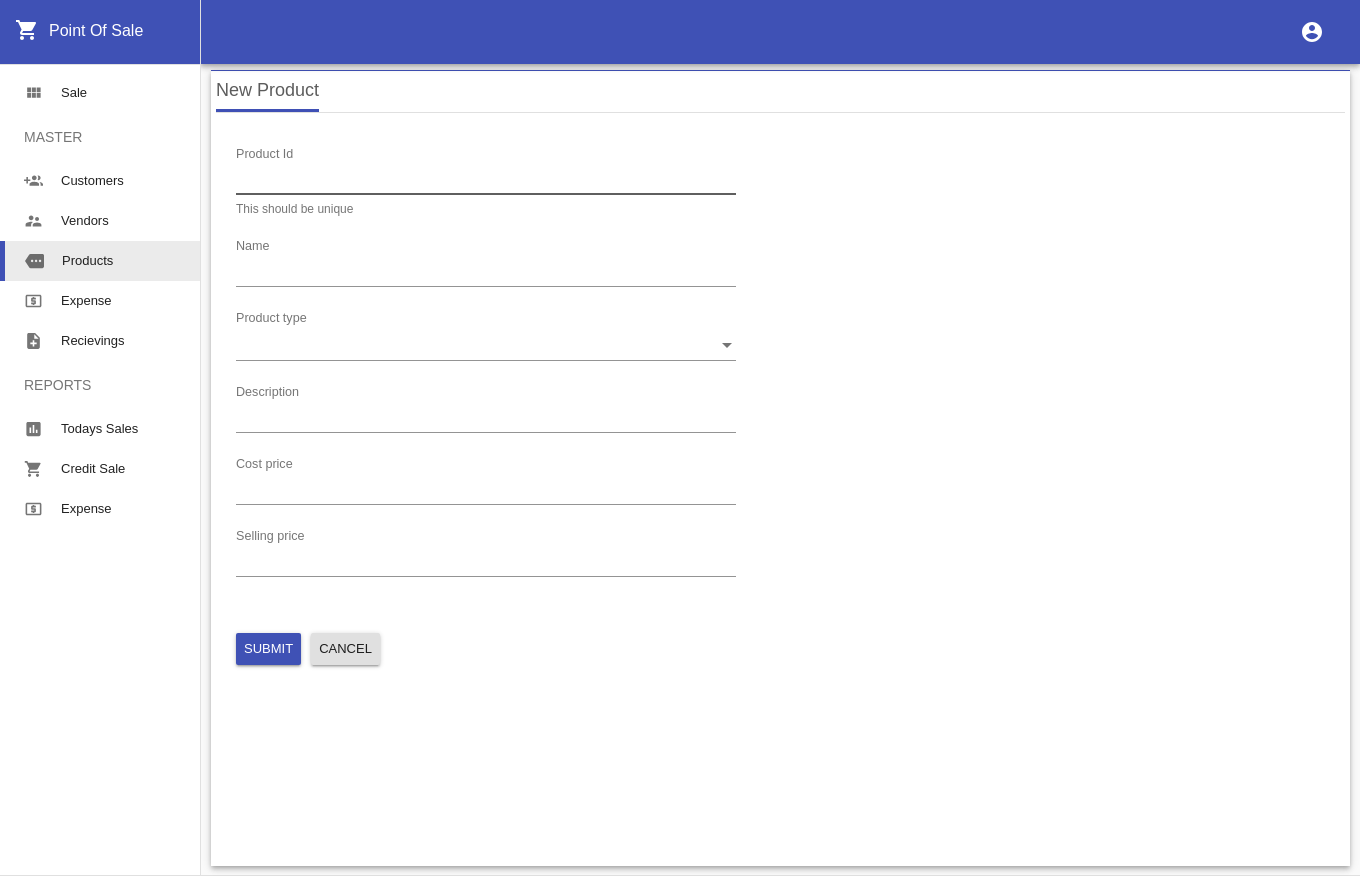 Point Of Sale
Sale
MASTER
Customers
Vendors
Products
Expense
Recievings
REPORTS
Todays Sales
Credit Sale
Expense
New Product
Product Id
This should be unique
Name
Product type
Description
Cost price
Selling price
SUBMIT CANCEL